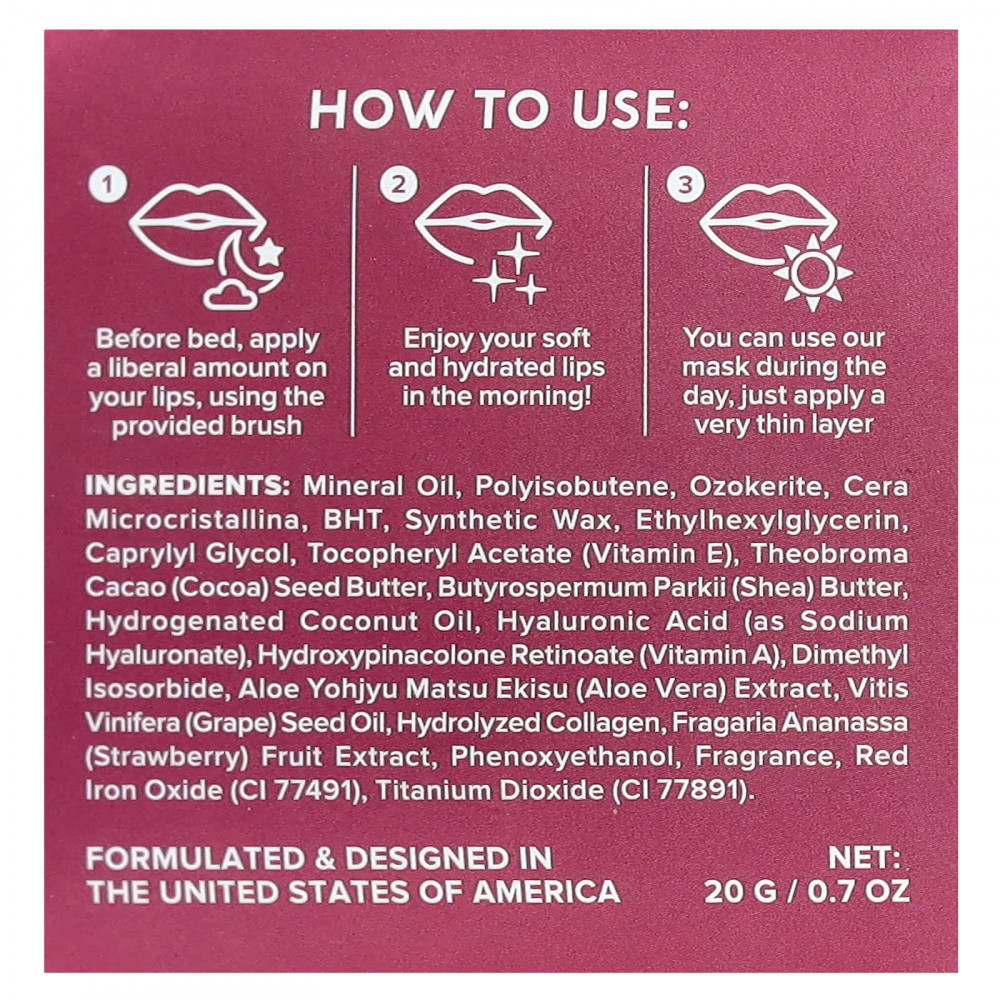 HOW TO USE:
1
Before bed, apply
a liberal amount on
your lips, using the
provided brush
2
Enjoy your soft
and hydrated lips
in the morning!
3
You can use our
mask during the
day, just apply a
very thin layer
INGREDIENTS: Mineral Oil, Polyisobutene, Ozokerite, Cera
Microcristallina, BHT, Synthetic Wax, Ethylhexylglycerin,
Caprylyl Glycol, Tocopheryl Acetate (Vitamin E), Theobroma
Cacao (Cocoa) Seed Butter, Butyrospermum Parkii (Shea) Butter,
Hydrogenated Coconut Oil, Hyaluronic Acid (as Sodium
Hyaluronate), Hydroxypinacolone Retinoate (Vitamin A), Dimethyl
Isosorbide, Aloe Yohjyu Matsu Ekisu (Aloe Vera) Extract, Vitis
Vinifera (Grape) Seed Oil, Hydrolyzed Collagen, Fragaria Ananassa
(Strawberry) Fruit Extract, Phenoxyethanol, Fragrance, Red
Iron Oxide (CI 77491), Titanium Dioxide (CI 77891).
FORMULATED & DESIGNED IN
THE UNITED STATES OF AMERICA
NET:
20 G / 0.7 OZ